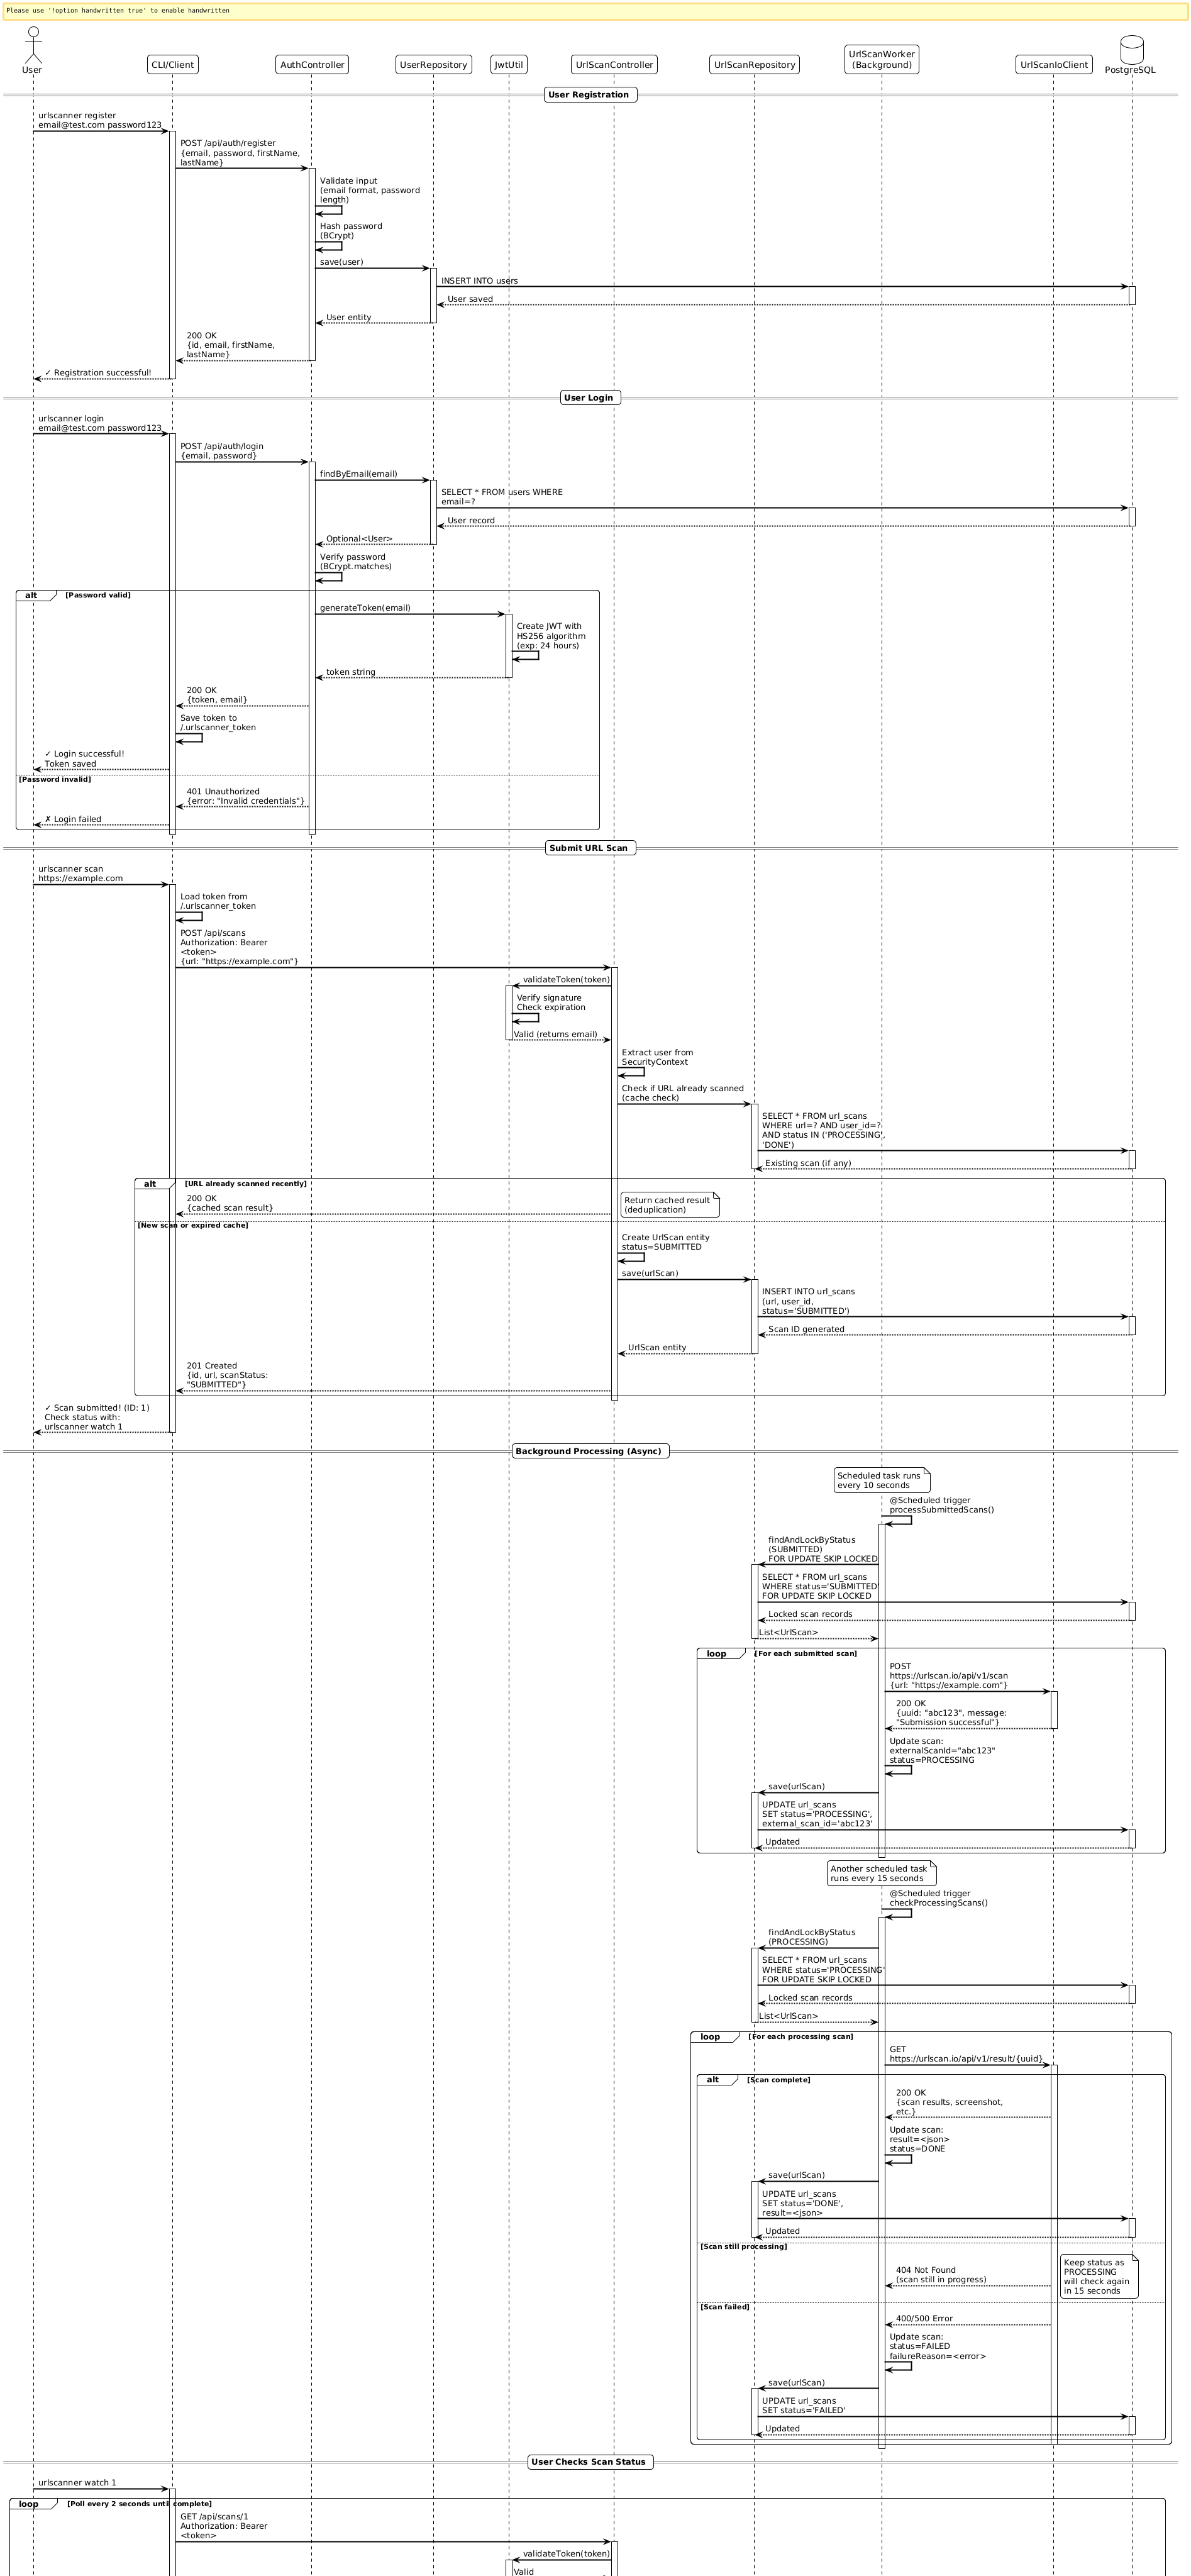 Please use '!option handwritten true' to enable handwritten
User
CLI/Client
AuthController
UserRepository
JwtUtil
UrlScanController
UrlScanRepository
UrlScanWorker
(Background)
UrlScanIoClient
PostgreSQL
User Registration
urlscanner register
email@test.com password123
POST /api/auth/register
{email, password, firstName,
lastName}
Validate input
(email format, password
length)
Hash password
(BCrypt)
save(user)
INSERT INTO users
User saved
User entity
200 OK
{id, email, firstName,
lastName}
✓ Registration successful!
User Login
urlscanner login
email@test.com password123
POST /api/auth/login
{email, password}
findByEmail(email)
SELECT * FROM users WHERE
email=?
User record
Optional<User>
Verify password
(BCrypt.matches)
alt
[Password valid]
generateToken(email)
Create JWT with
HS256 algorithm
(exp: 24 hours)
token string
200 OK
{token, email}
Save token to
/.urlscanner_token
✓ Login successful!
Token saved
[Password invalid]
401 Unauthorized
{error: "Invalid credentials"}
✗ Login failed
Submit URL Scan
urlscanner scan
https://example.com
Load token from
/.urlscanner_token
POST /api/scans
Authorization: Bearer
<token>
{url: "https://example.com"}
validateToken(token)
Verify signature
Check expiration
Valid (returns email)
Extract user from
SecurityContext
Check if URL already scanned
(cache check)
SELECT * FROM url_scans
WHERE url=? AND user_id=?
AND status IN ('PROCESSING',
'DONE')
Existing scan (if any)
alt
[URL already scanned recently]
200 OK
{cached scan result}
Return cached result
(deduplication)
[New scan or expired cache]
Create UrlScan entity
status=SUBMITTED
save(urlScan)
INSERT INTO url_scans
(url, user_id,
status='SUBMITTED')
Scan ID generated
UrlScan entity
201 Created
{id, url, scanStatus:
"SUBMITTED"}
✓ Scan submitted! (ID: 1)
Check status with:
urlscanner watch 1
Background Processing (Async)
Scheduled task runs
every 10 seconds
@Scheduled trigger
processSubmittedScans()
findAndLockByStatus
(SUBMITTED)
FOR UPDATE SKIP LOCKED
SELECT * FROM url_scans
WHERE status='SUBMITTED'
FOR UPDATE SKIP LOCKED
Locked scan records
List<UrlScan>
loop
[For each submitted scan]
POST
https://urlscan.io/api/v1/scan
{url: "https://example.com"}
200 OK
{uuid: "abc123", message:
"Submission successful"}
Update scan:
externalScanId="abc123"
status=PROCESSING
save(urlScan)
UPDATE url_scans
SET status='PROCESSING',
external_scan_id='abc123'
Updated
Another scheduled task
runs every 15 seconds
@Scheduled trigger
checkProcessingScans()
findAndLockByStatus
(PROCESSING)
SELECT * FROM url_scans
WHERE status='PROCESSING'
FOR UPDATE SKIP LOCKED
Locked scan records
List<UrlScan>
loop
[For each processing scan]
GET
https://urlscan.io/api/v1/result/{uuid}
alt
[Scan complete]
200 OK
{scan results, screenshot,
etc.}
Update scan:
result=<json>
status=DONE
save(urlScan)
UPDATE url_scans
SET status='DONE',
result=<json>
Updated
[Scan still processing]
404 Not Found
(scan still in progress)
Keep status as
PROCESSING
will check again
in 15 seconds
[Scan failed]
400/500 Error
Update scan:
status=FAILED
failureReason=<error>
save(urlScan)
UPDATE url_scans
SET status='FAILED'
Updated
User Checks Scan Status
urlscanner watch 1
loop
[Poll every 2 seconds until complete]
GET /api/scans/1
Authorization: Bearer
<token>
validateToken(token)
Valid